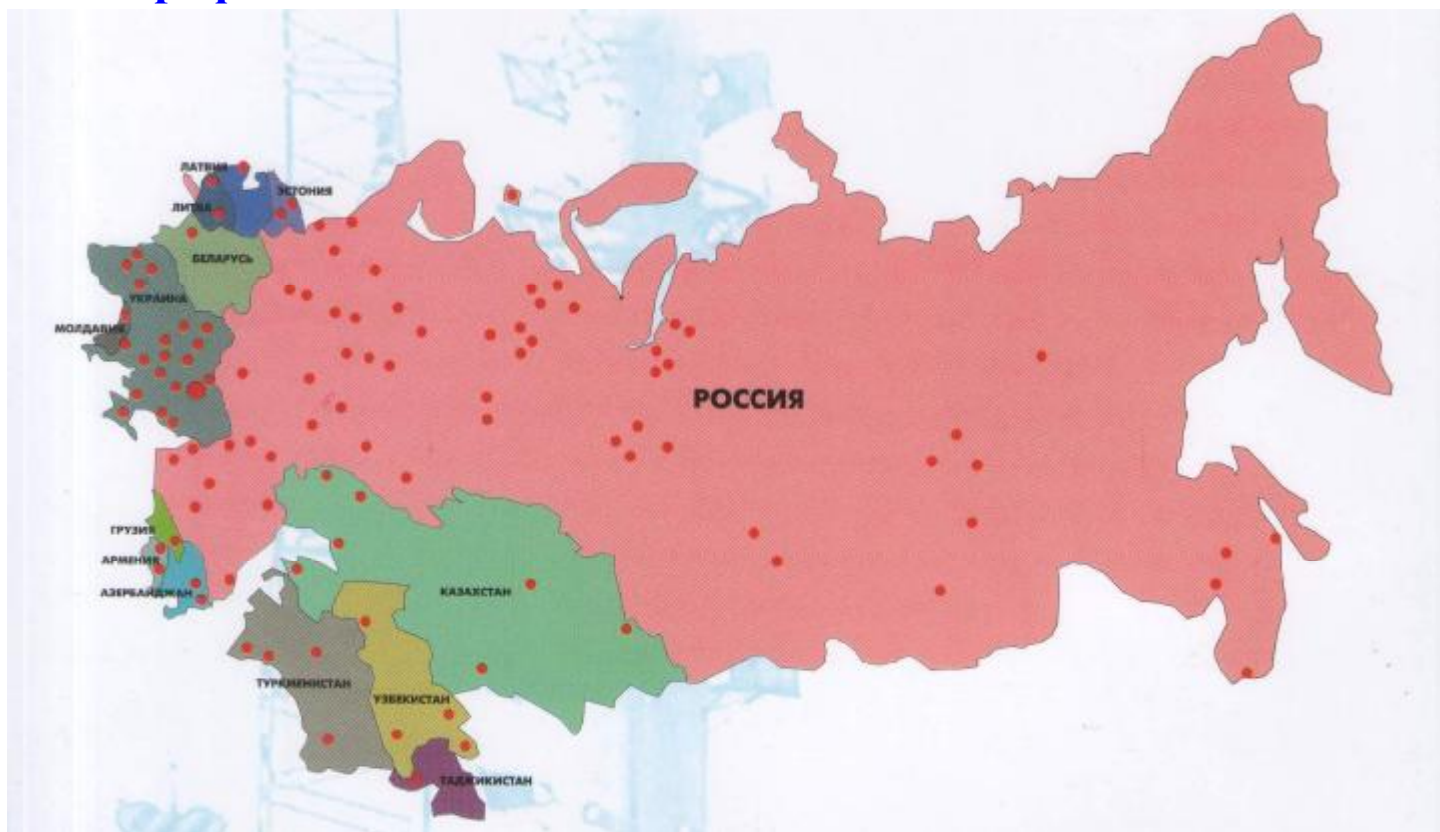 ЛАТВИЯ
ЭСТОНИЯ
ЛИТВА
БЕЛАРУСЬ
УКРАИНА
МОЛДАВИЯ
РОССИЯ
ГРУЗИЯ
АРМЕНИЯ
АЗЕРБАЙДЖАН
КАЗАХСТАН
ТУРКМЕНИСТАН
УЗБЕКИСТАН
ТАДЖИКИСТАН